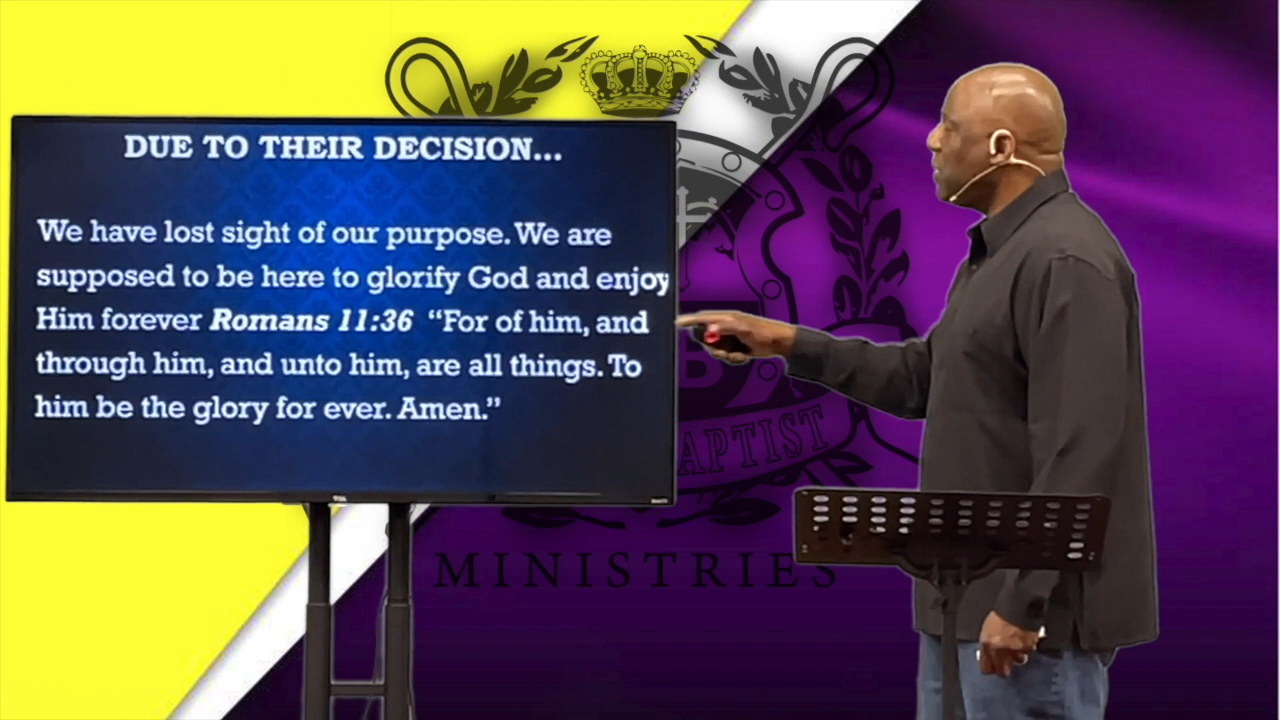 DUE TO THEIR DECISION...
We have lost sight of our purpose. We are
supposed to be here to glorify God and enjoy
Him forever Romans 11:36 “For of him, and
through him, and unto him, are all things. To
him be the glory for ever. Amen.”
B
APTIST
MINISTRIES
TCL